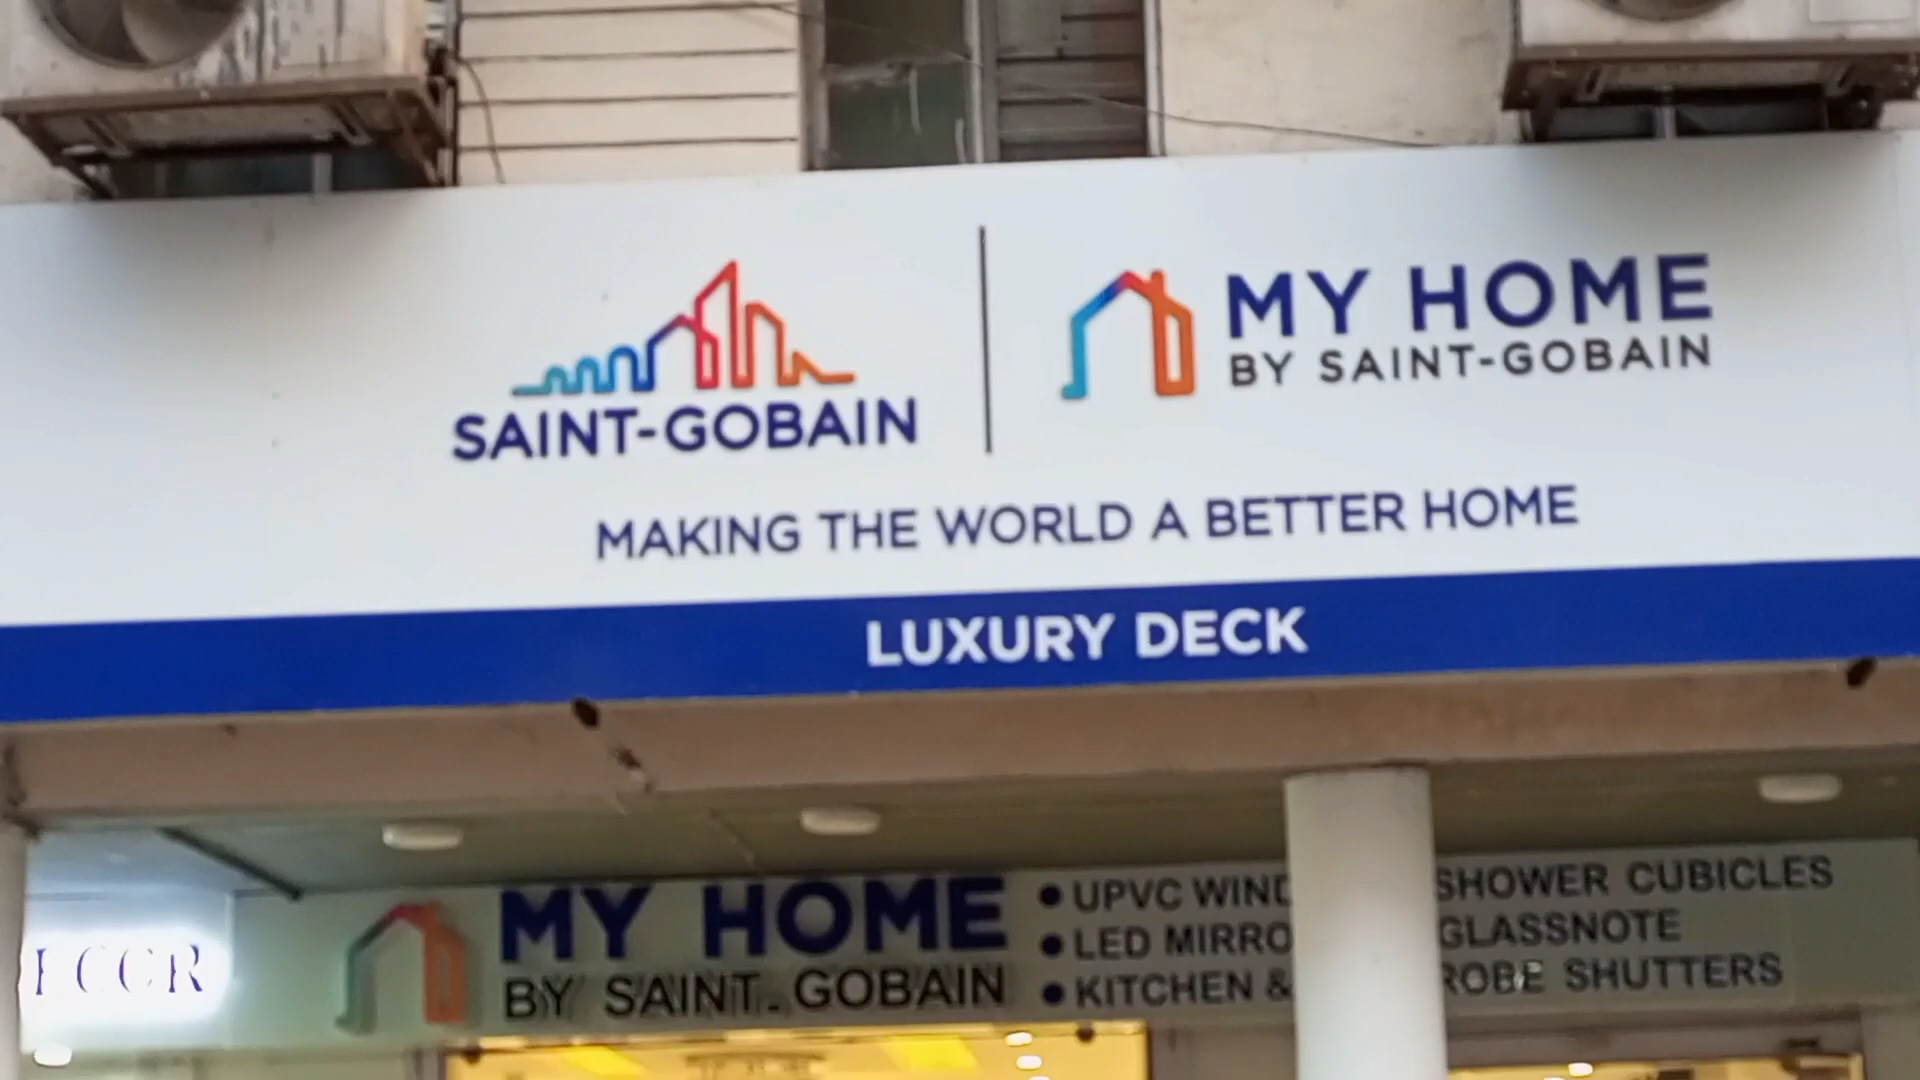 SAINT-GOBAIN
MY HOME
BY SAINT-GOBAIN
MAKING THE WORLD A BETTER HOME
LUXURY DECK
MY HOME
BY SAINT-GOBAIN
UPVC WIND
SHOWER CUBICLES
LED MIRRO
GLASSNOTE
KITCHEN &
ROBE SHUTTERS